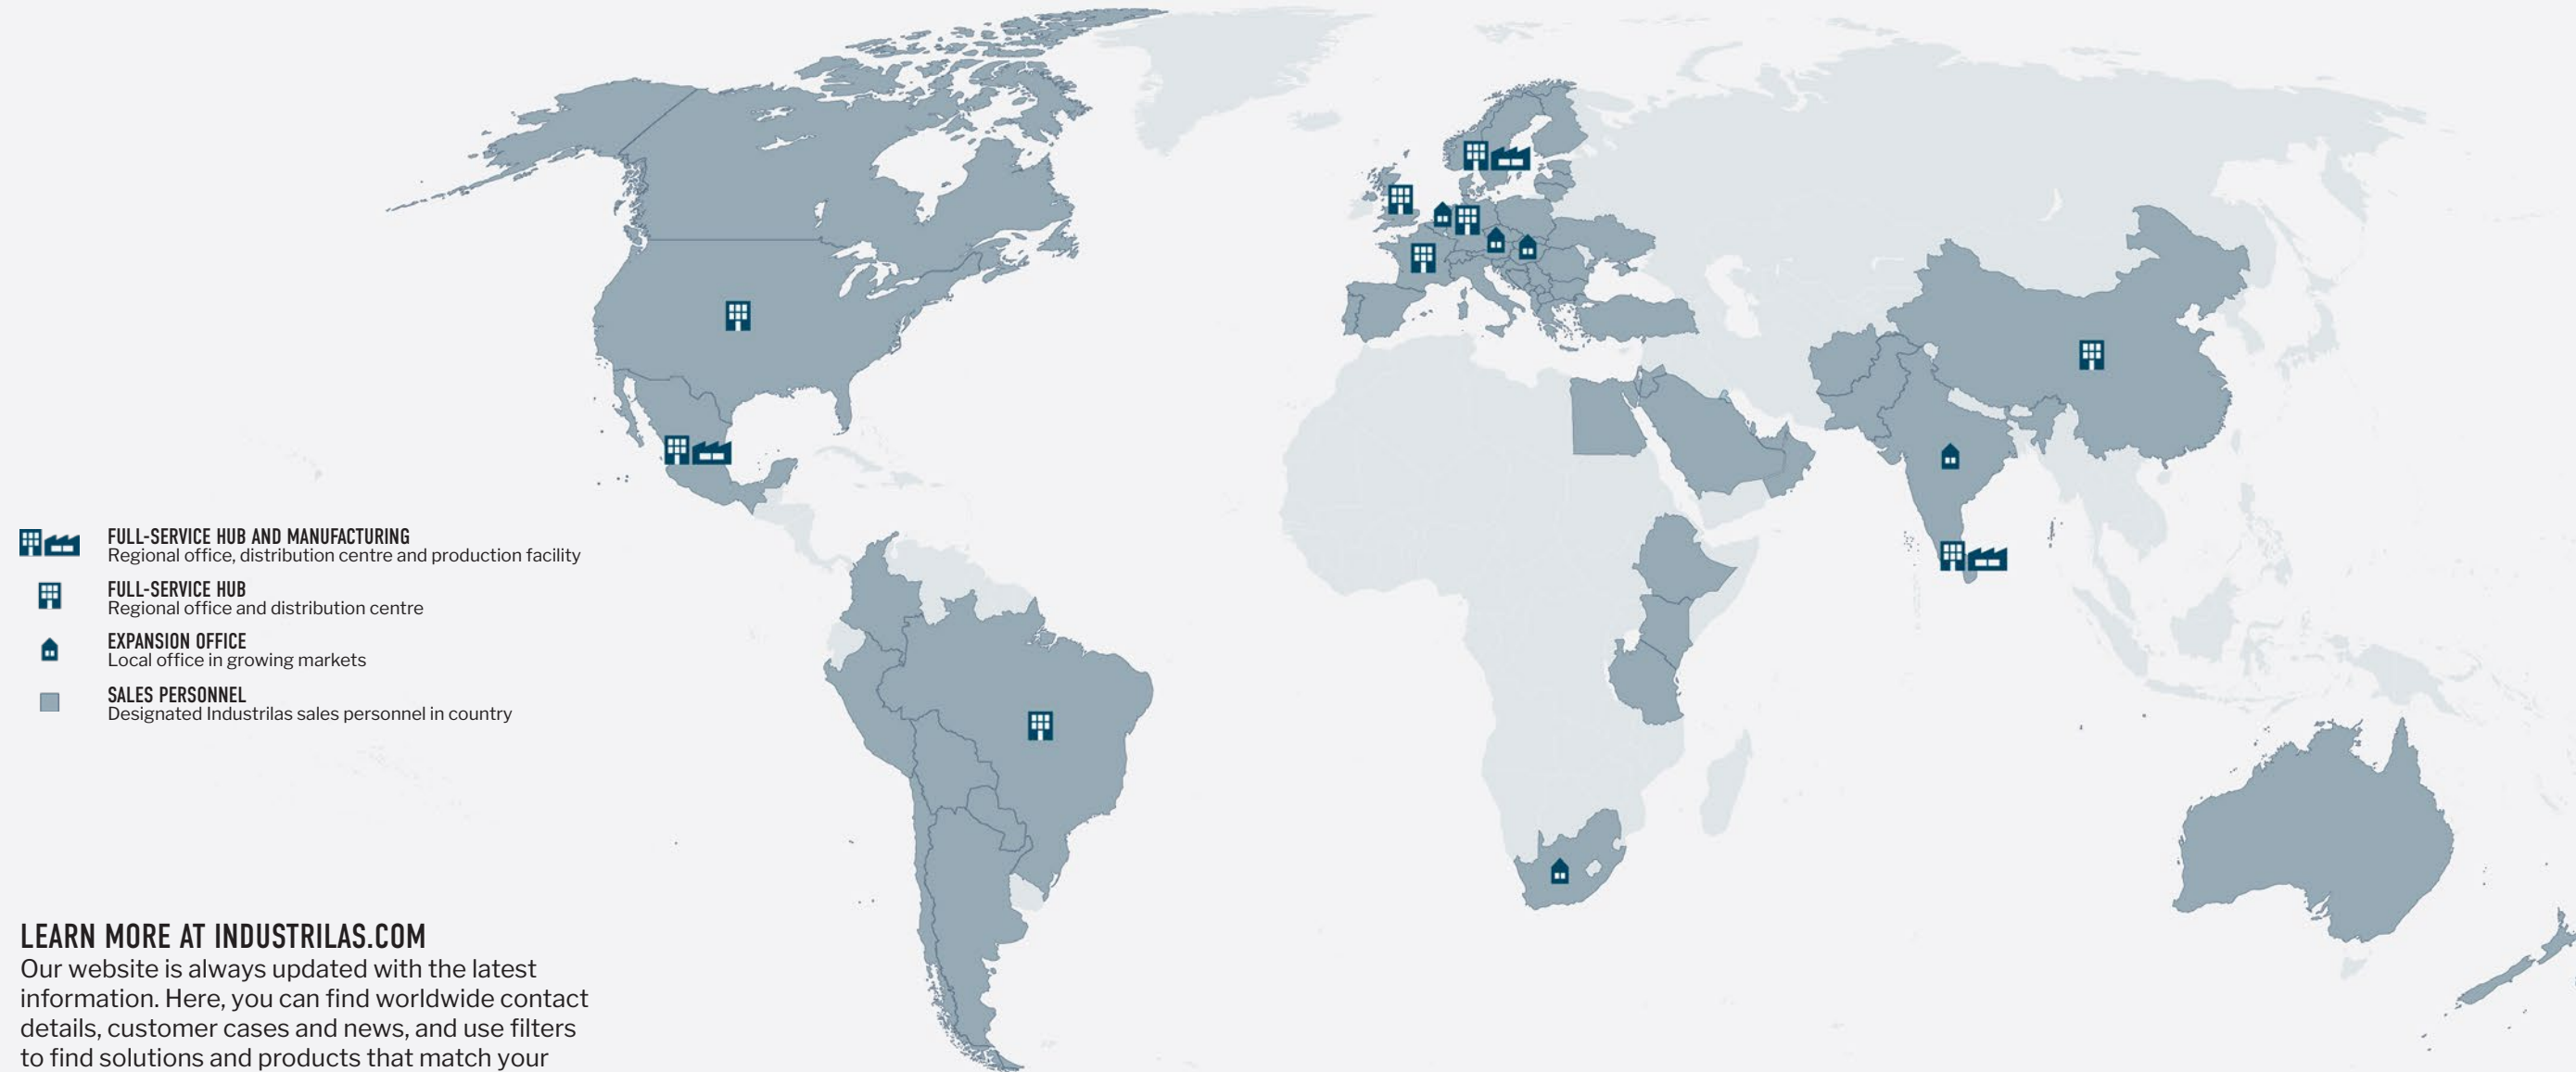 FULL-SERVICE HUB AND MANUFACTURING
Regional office, distribution centre and production facility
FULL-SERVICE HUB
Regional office and distribution centre
EXPANSION OFFICE
Local office in growing markets
SALES PERSONNEL
Designated Industrilas sales personnel in country
LEARN MORE AT INDUSTRILAS.COM
Our website is always updated with the latest
information. Here, you can find worldwide contact
details, customer cases and news, and use filters
to find solutions and products that match your